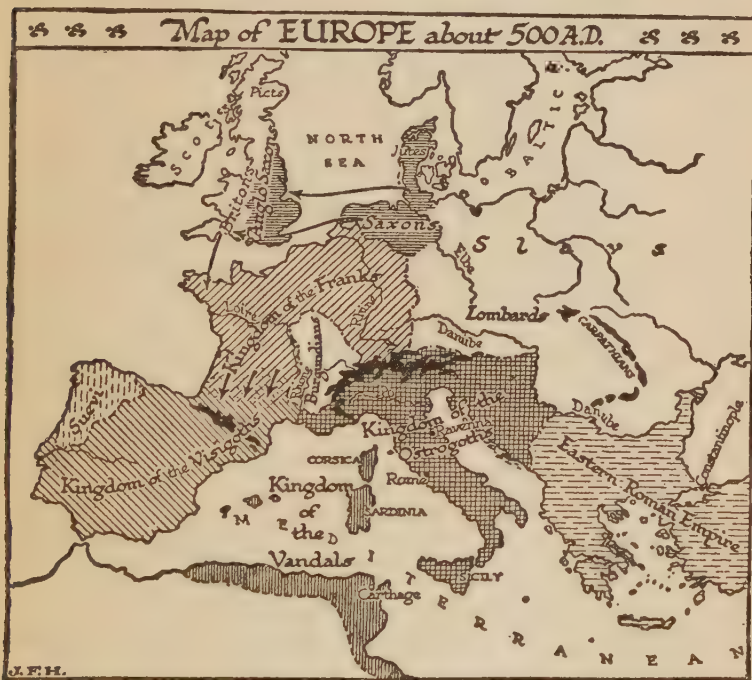 Map of EUROPE about 500 A.D.
Picts
SCOTS
NORTH
SEA
Jutes
BALTIC
Britons
Anglo Saxons
Saxons
Slavs
Elbe
Kingdom of the Franks
Loire
Rhine
Lombards
CARPATHIANS
Danube
Burgundians
Rhone
Suevi
Kingdom of the Visigoths
Kingdom of the
Ostrogoths
Po
Ravenna
Danube
Constantinople
Eastern Roman Empire
CORSICA
Rome
SARDINIA
Kingdom
of
the
Vandals
SICILY
Carthage
MEDITERRANEAN
J.F.H.